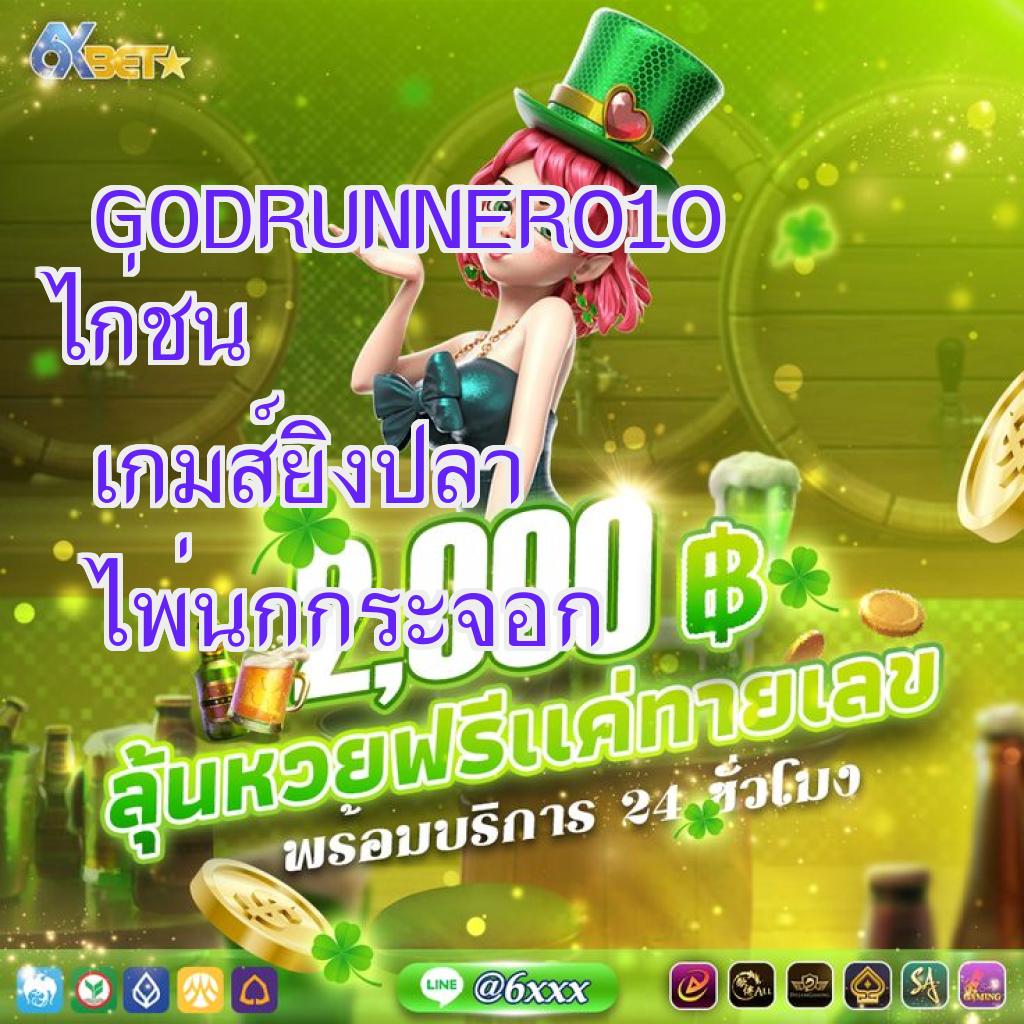 6XBET
GODRUNNER010
ไก่ชน
เกมส์ยิงปลา
ไพ่นกกระจอก
2,000 ฿
ลุ้นหวยฟรีแค่ทายเลข
พร้อมบริการ 24 ชั่วโมง
LINE @6xxx
SA
GAMING